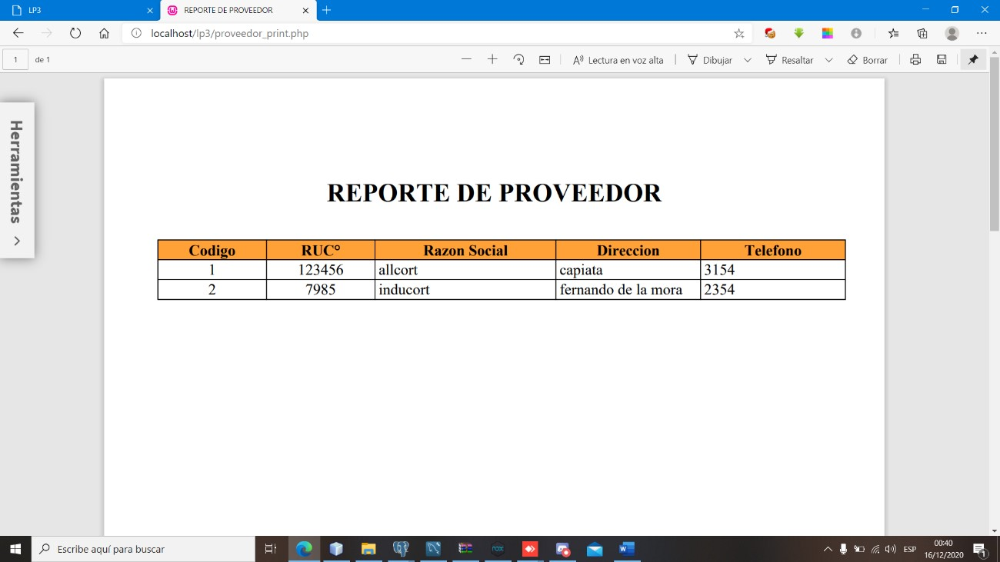 LP3
REPORTE DE PROVEEDOR
localhost/lp3/proveedor_print.php
1 de 1
A Lectura en voz alta
Dibujar
Resaltar
Borrar
Herramientas
REPORTE DE PROVEEDOR
Codigo RUC° Razon Social Direccion Telefono
1 123456 allcort capiata 3154
2 7985 inducort fernando de la mora 2354
Escribe aquí para buscar
nox
ESP
00:40
16/12/2020
1